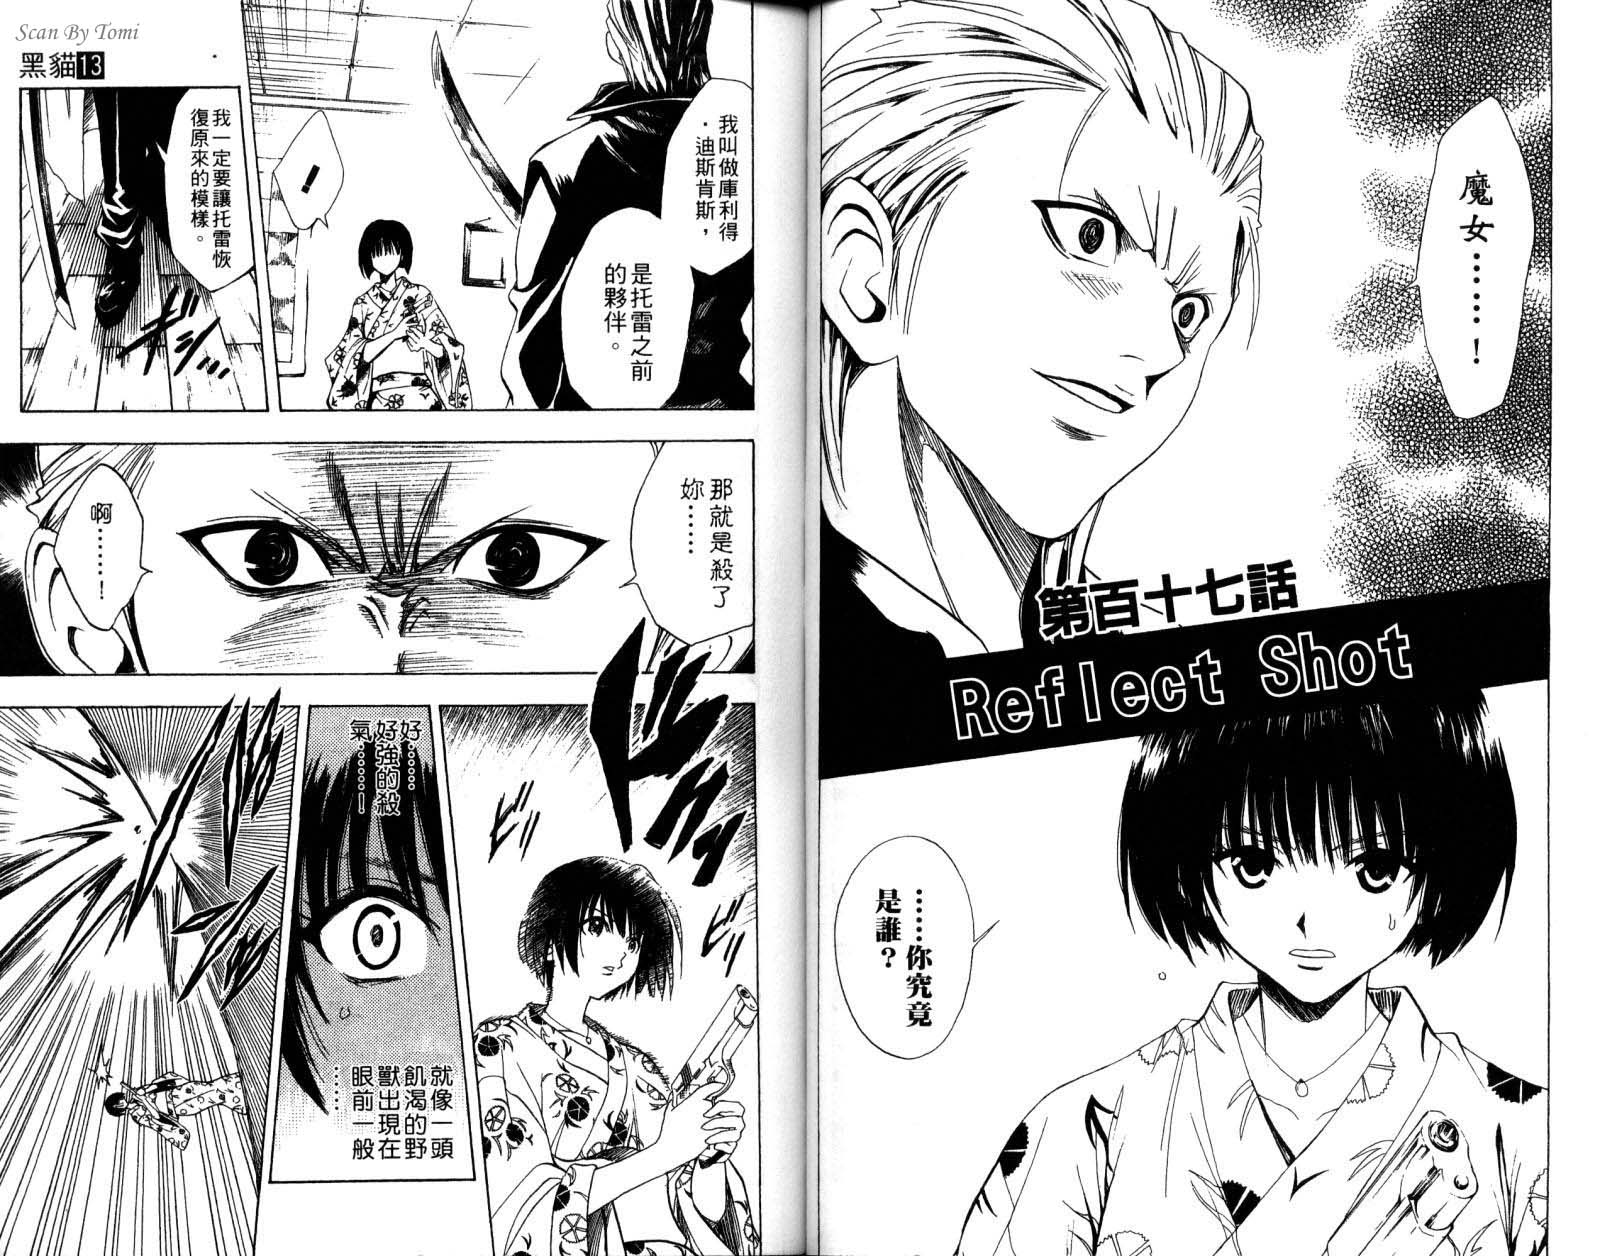 Scan By Tomi
黑貓13
魔女……！
第百十七話
Reflect Shot
……你究竟
是誰？
我叫做庫利得
・迪斯肯斯，
是托雷之前
的夥伴。
！
我一定要讓托雷恢
復原來的模樣。
那就是殺了
妳……
啊……！
好……
好強的殺
氣……！
就像一頭
飢渴的野
獸出現在
眼前一般
……